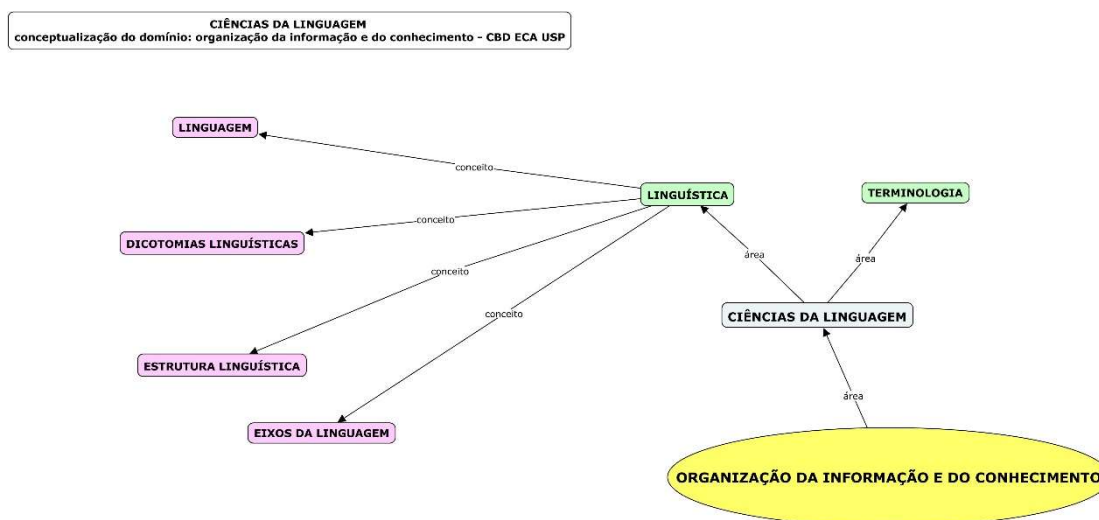 CIÊNCIAS DA LINGUAGEM
conceptualização do domínio: organização da informação e do conhecimento - CBD ECA USP
LINGUAGEM
conceito
LINGUÍSTICA
TERMINOLOGIA
conceito
DICOTOMIAS LINGUÍSTICAS
área
área
conceito
CIÊNCIAS DA LINGUAGEM
conceito
ESTRUTURA LINGUÍSTICA
área
EIXOS DA LINGUAGEM
ORGANIZAÇÃO DA INFORMAÇÃO E DO CONHECIMENTO